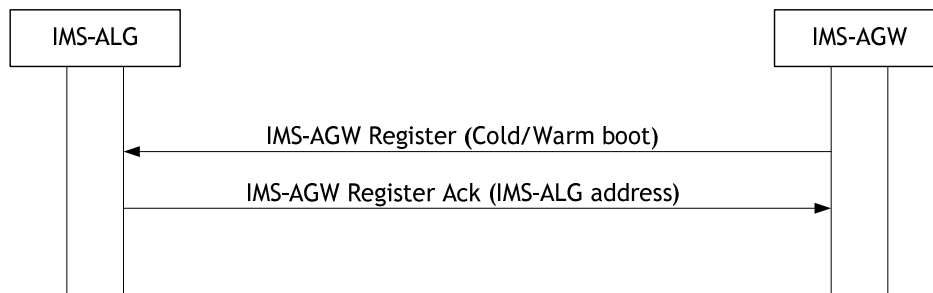 IMS-ALG
IMS-AGW
IMS-AGW Register (Cold/Warm boot)
IMS-AGW Register Ack (IMS-ALG address)